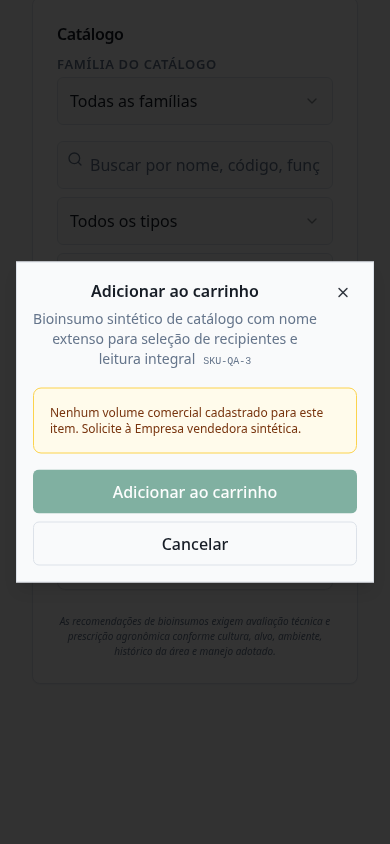 Catálogo
FAMÍLIA DO CATÁLOGO
Todas as famílias
Buscar por nome, código, funç
Todos os tipos
Adicionar ao carrinho
Bioinsumo sintético de catálogo com nome
extenso para seleção de recipientes e
leitura integral SKU-QA-3
Nenhum volume comercial cadastrado para este
item. Solicite à Empresa vendedora sintética.
Adicionar ao carrinho
Cancelar
As recomendações de bioinsumos exigem avaliação técnica e
prescrição agronômica conforme cultura, alvo, ambiente,
histórico da área e manejo adotado.